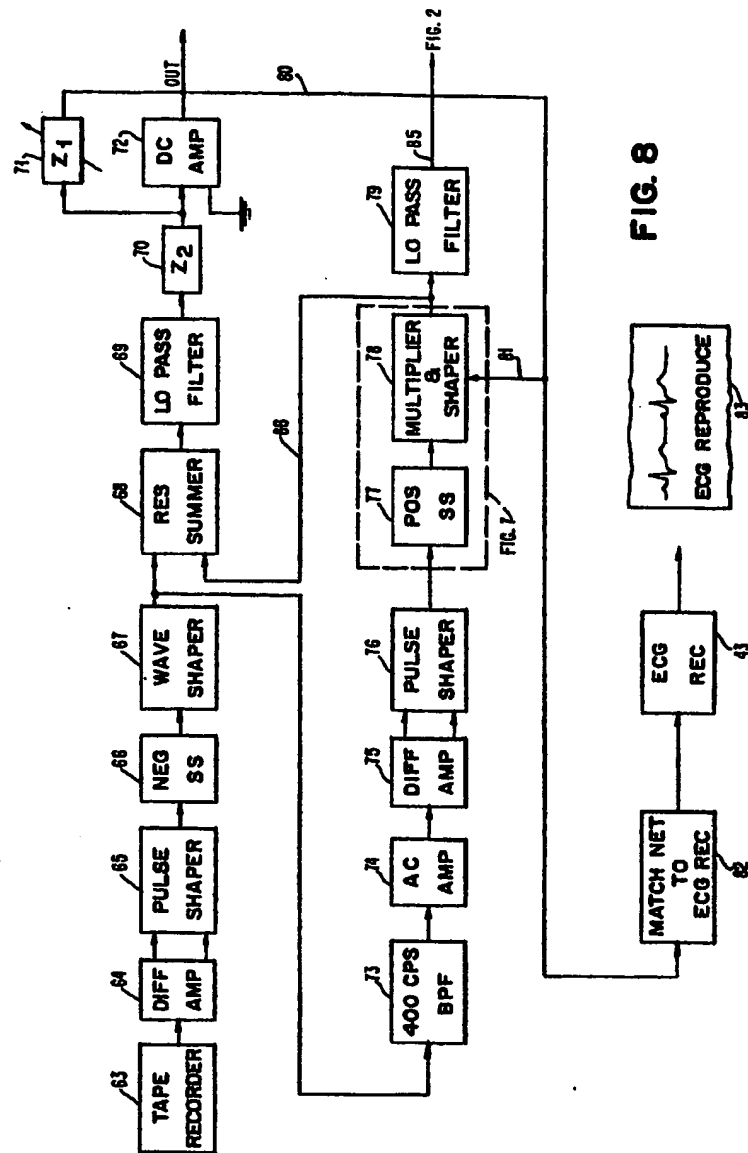 63
TAPE
RECORDER
64
DIFF
AMP
65
PULSE
SHAPER
66
NEG
SS
67
WAVE
SHAPER
68
RES
SUMMER
69
LO PASS
FILTER
70
Z2
71
Z1
72
DC
AMP
OUT
80
86
73
400 CPS
BPF
74
AC
AMP
75
DIFF
AMP
76
PULSE
SHAPER
77
POS
SS
78
MULTIPLIER
&
SHAPER
FIG. 7
81
79
LO PASS
FILTER
85
FIG. 2
82
MATCH NET
TO
ECG REC
43
ECG
REC
83
ECG REPRODUCE
FIG. 8